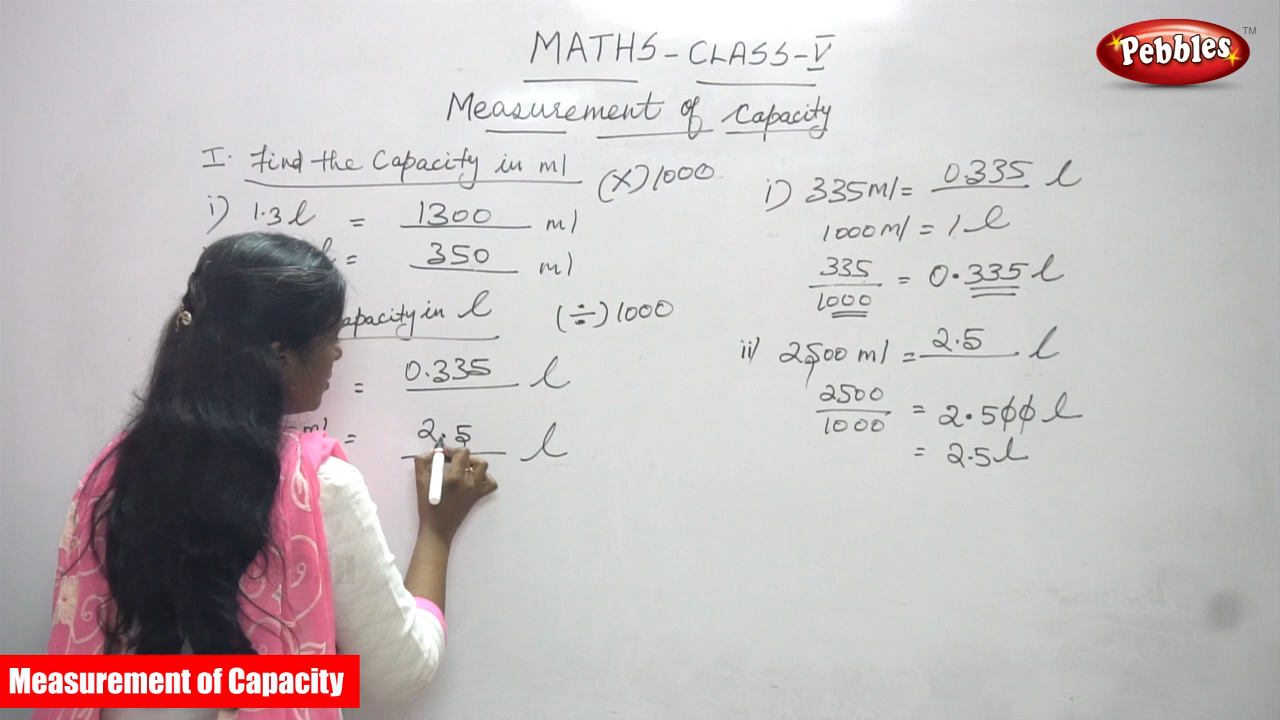 MATHS - CLASS - V
Measurement of Capacity
Pebbles TM
I. Find the Capacity in ml (×) 1000
i) 1.3 l = 1300 ml
l = 350 ml
apacity in l (÷) 1000
= 0.335 l
ml = 2.5 l
i) 335 ml = 0.335 l
1000 ml = 1 l
335/1000 = 0.335 l
ii) 2500 ml = 2.5 l
2500/1000 = 2.500 l
= 2.5 l
Measurement of Capacity